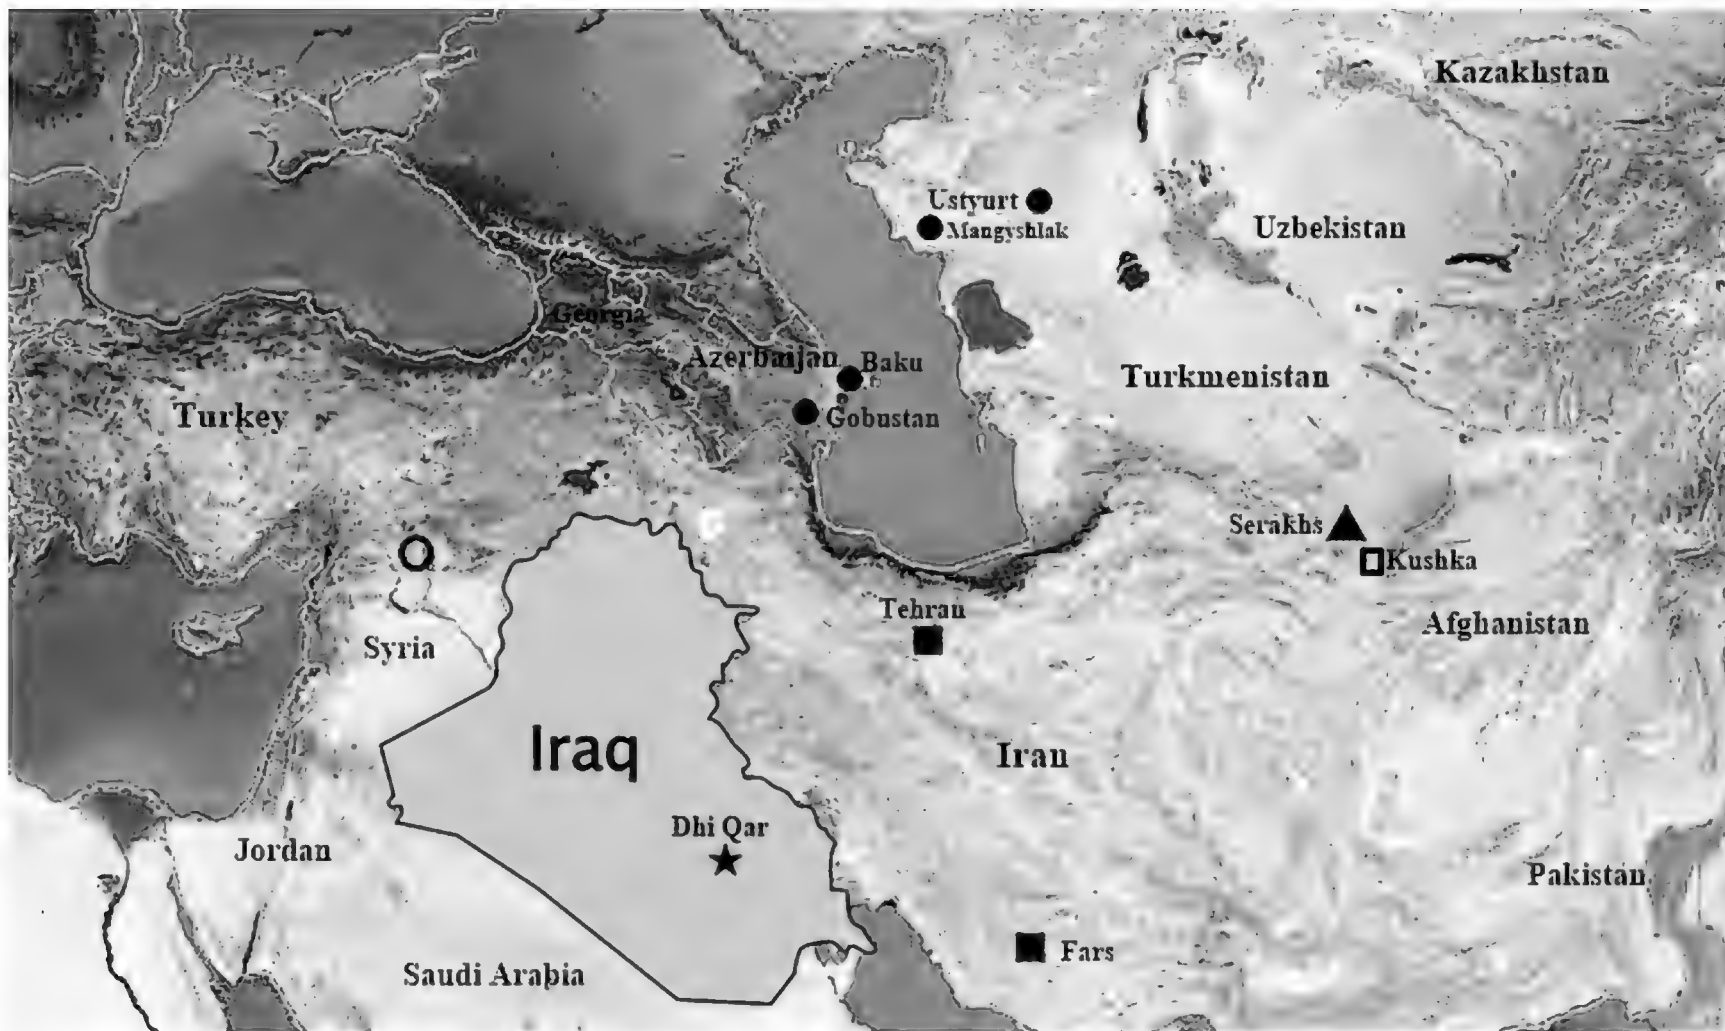 Kazakhstan
Ustyurt
Mangyshlak
Uzbekistan
Georgia
Azerbaijan
Baku
Turkmenistan
Turkey
Gobustan
Serakhs
Kushka
Tehran
Afghanistan
Syria
Iraq
Iran
Dhi Qar
Jordan
Pakistan
Fars
Saudi Arabia